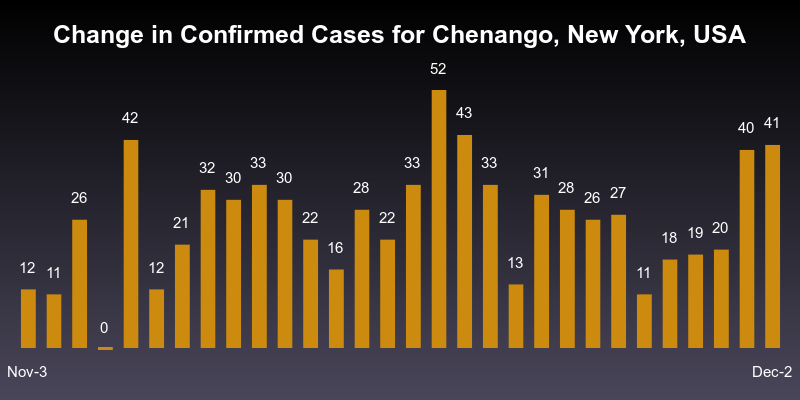 Change in Confirmed Cases for Chenango, New York, USA
12 11 26 0 42 12 21 32 30 33 30 22 16 28 22 33 52 43 33 13 31 28 26 27 11 18 19 20 40 41
Nov-3 Dec-2